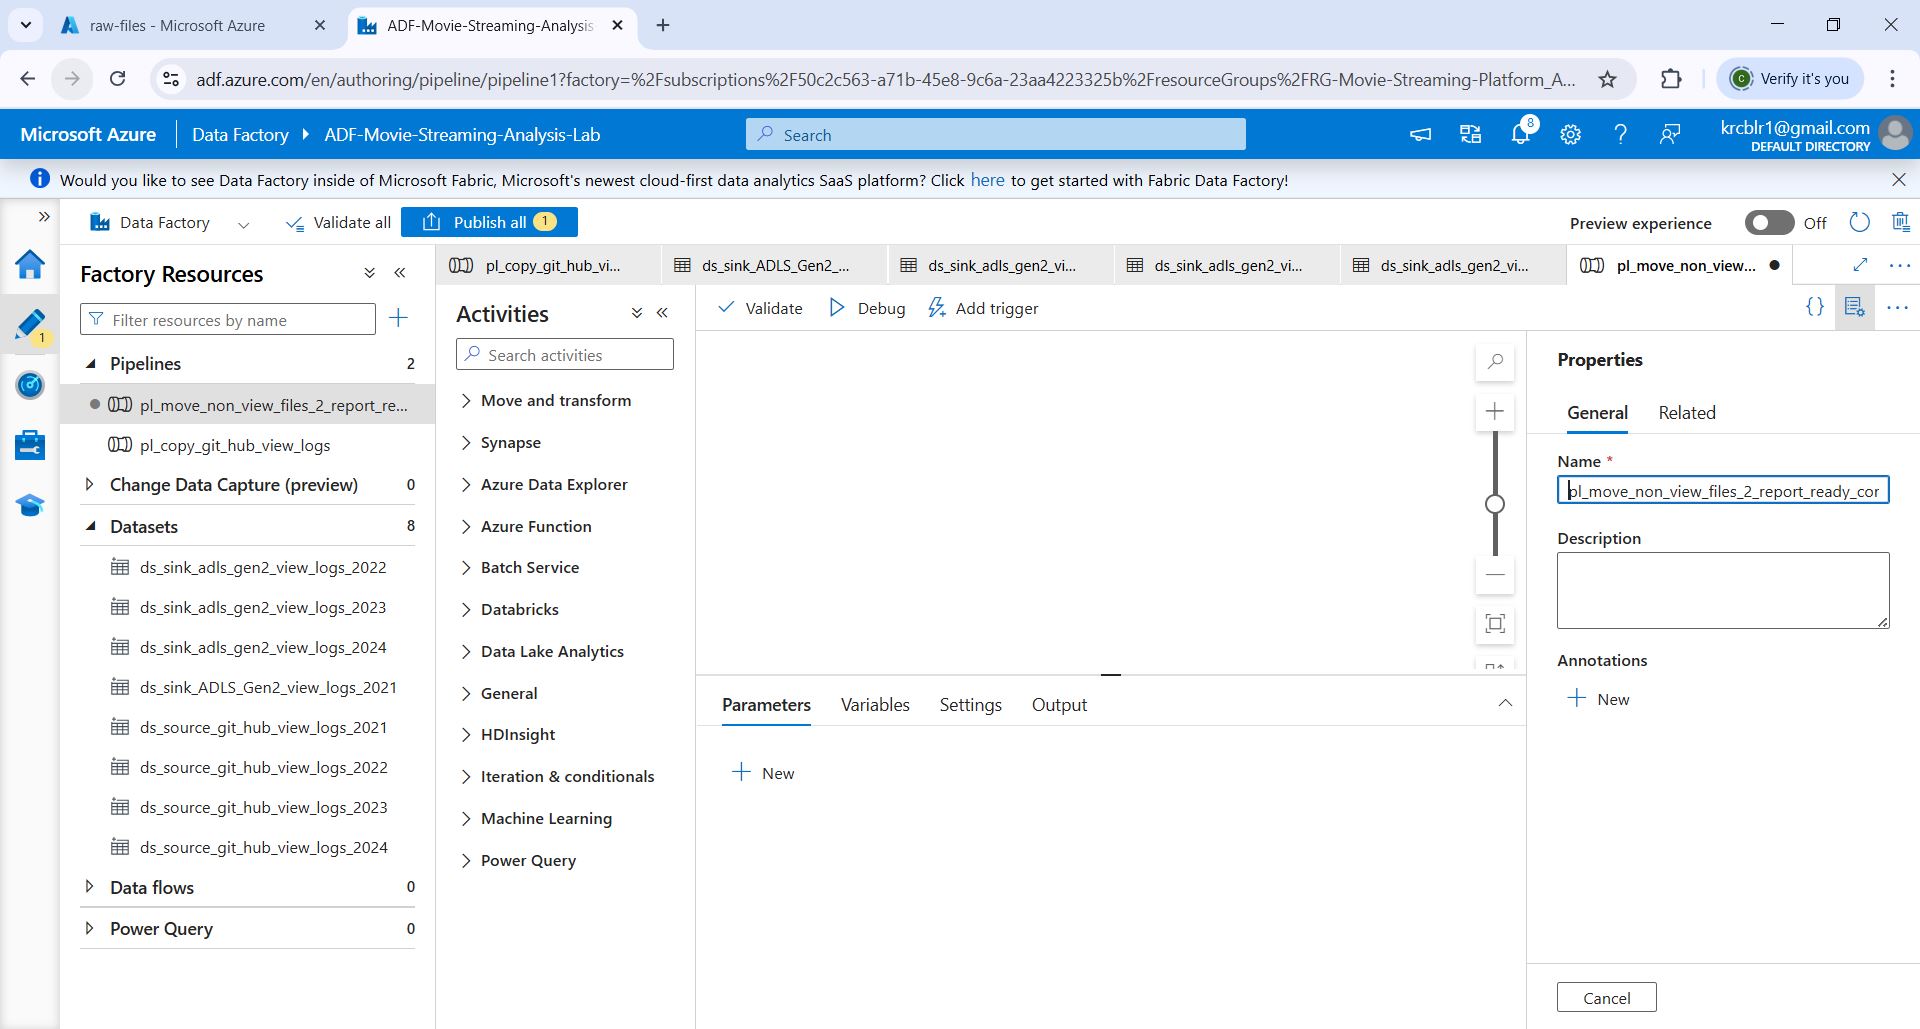 raw-files - Microsoft Azure
ADF-Movie-Streaming-Analysis
adf.azure.com/en/authoring/pipeline/pipeline1?factory=%2Fsubscriptions%2F50c2c563-a71b-45e8-9c6a-23aa4223325b%2FresourceGroups%2FRG-Movie-Streaming-Platform_A...
Verify it's you
Microsoft Azure
Data Factory
ADF-Movie-Streaming-Analysis-Lab
Search
8
krcblr1@gmail.com
DEFAULT DIRECTORY
Would you like to see Data Factory inside of Microsoft Fabric, Microsoft's newest cloud-first data analytics SaaS platform? Click here to get started with Fabric Data Factory!
Data Factory
Validate all
Publish all 1
Preview experience
Off
Factory Resources
Filter resources by name
1
Pipelines 2
pl_move_non_view_files_2_report_re...
pl_copy_git_hub_view_logs
Change Data Capture (preview) 0
Datasets 8
ds_sink_adls_gen2_view_logs_2022
ds_sink_adls_gen2_view_logs_2023
ds_sink_adls_gen2_view_logs_2024
ds_sink_ADLS_Gen2_view_logs_2021
ds_source_git_hub_view_logs_2021
ds_source_git_hub_view_logs_2022
ds_source_git_hub_view_logs_2023
ds_source_git_hub_view_logs_2024
Data flows 0
Power Query 0
pl_copy_git_hub_vi...
ds_sink_ADLS_Gen2_...
ds_sink_adls_gen2_vi...
ds_sink_adls_gen2_vi...
ds_sink_adls_gen2_vi...
pl_move_non_view...
Activities
Search activities
Move and transform
Synapse
Azure Data Explorer
Azure Function
Batch Service
Databricks
Data Lake Analytics
General
HDInsight
Iteration & conditionals
Machine Learning
Power Query
Validate
Debug
Add trigger
Parameters
Variables
Settings
Output
New
Properties
General
Related
Name *
pl_move_non_view_files_2_report_ready_cor
Description
Annotations
New
Cancel